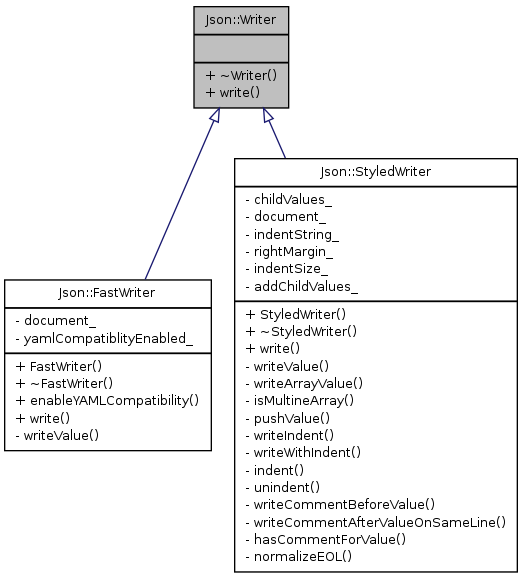 Json::Writer
+ ~Writer()
+ write()
Json::StyledWriter
- childValues_
- document_
- indentString_
- rightMargin_
- indentSize_
- addChildValues_
+ StyledWriter()
+ ~StyledWriter()
+ write()
- writeValue()
- writeArrayValue()
- isMultineArray()
- pushValue()
- writeIndent()
- writeWithIndent()
- indent()
- unindent()
- writeCommentBeforeValue()
- writeCommentAfterValueOnSameLine()
- hasCommentForValue()
- normalizeEOL()
Json::FastWriter
- document_
- yamlCompatiblityEnabled_
+ FastWriter()
+ ~FastWriter()
+ enableYAMLCompatibility()
+ write()
- writeValue()